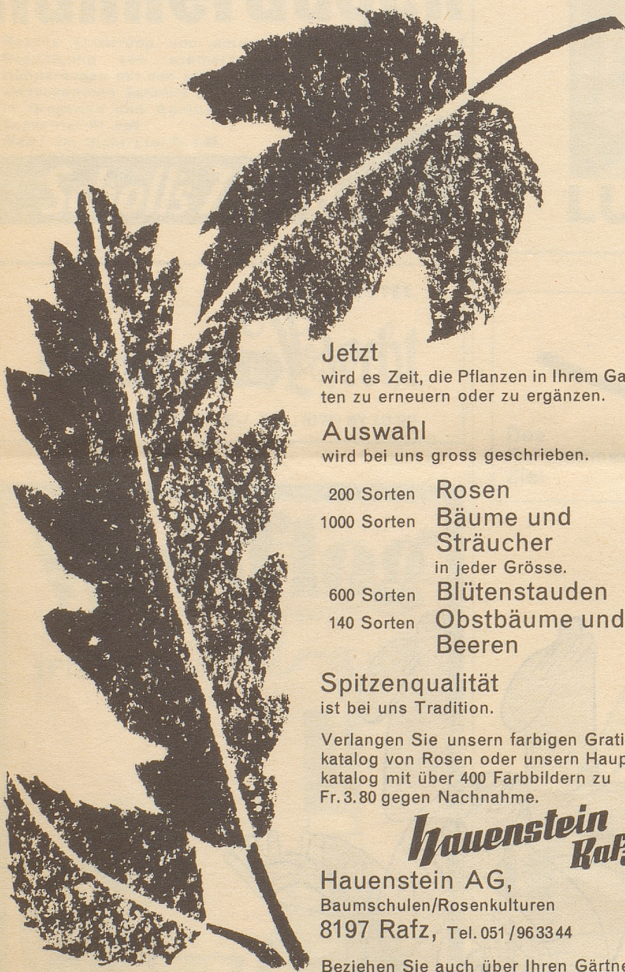 Jetzt
wird es Zeit, die Pflanzen in Ihrem Ga
ten zu erneuern oder zu ergänzen.
Auswahl
wird bei uns gross geschrieben.
200 Sorten Rosen
1000 Sorten Bäume und
Sträucher
in jeder Grösse.
600 Sorten Blütenstauden
140 Sorten Obstbäume und
Beeren
Spitzenqualität
ist bei uns Tradition.
Verlangen Sie unsern farbigen Grati
katalog von Rosen oder unsern Haup
katalog mit über 400 Farbbildern zu
Fr. 3.80 gegen Nachnahme.
Hauenstein
Rafz
Hauenstein AG,
Baumschulen/Rosenkulturen
8197 Rafz, Tel. 051/963344
Beziehen Sie auch über Ihren Gärtne